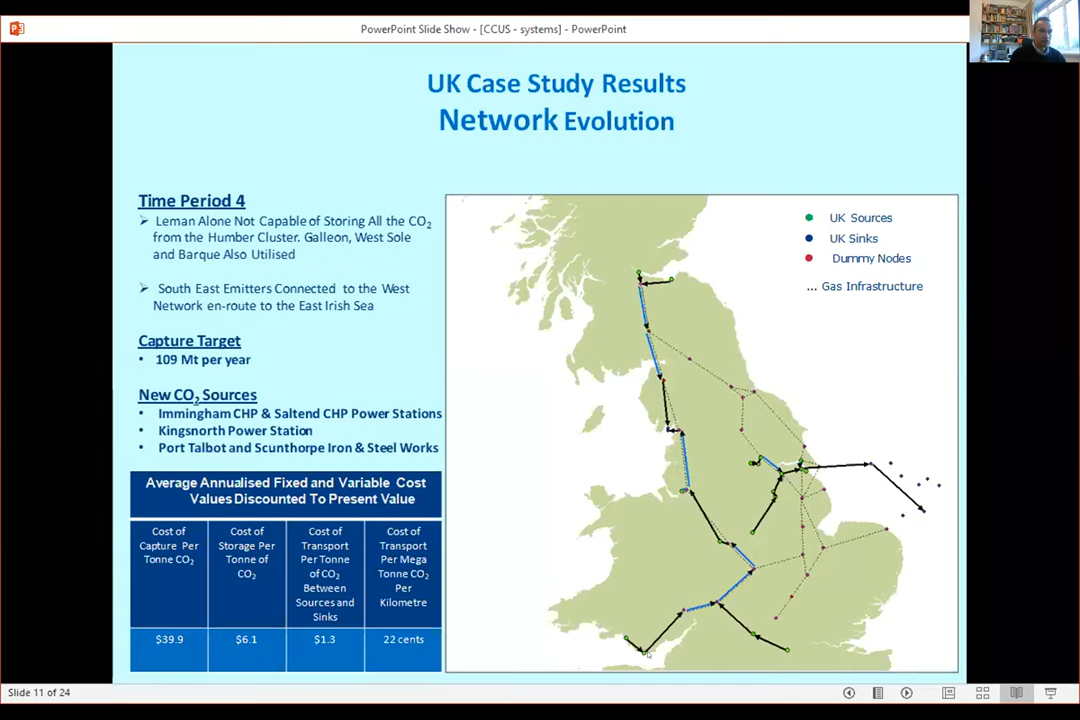 PowerPoint Slide Show - [CCUS - systems] - PowerPoint
UK Case Study Results
Network Evolution
Time Period 4
Leman Alone Not Capable of Storing All the CO2
from the Humber Cluster. Galleon, West Sole
and Barque Also Utilised
South East Emitters Connected to the West
Network en-route to the East Irish Sea
Capture Target
• 109 Mt per year
New CO2 Sources
• Immingham CHP & Saltend CHP Power Stations
• Kingsnorth Power Station
• Port Talbot and Scunthorpe Iron & Steel Works
Average Annualised Fixed and Variable Cost
Values Discounted To Present Value
Cost of
Capture Per
Tonne CO2
Cost of
Storage Per
Tonne of
CO2
Cost of
Transport
Per Tonne
of CO2
Between
Sources and
Sinks
Cost of
Transport
Per Mega
Tonne CO2
Per
Kilometre
$39.9
$6.1
$1.3
22 cents
UK Sources
UK Sinks
Dummy Nodes
... Gas Infrastructure
Slide 11 of 24